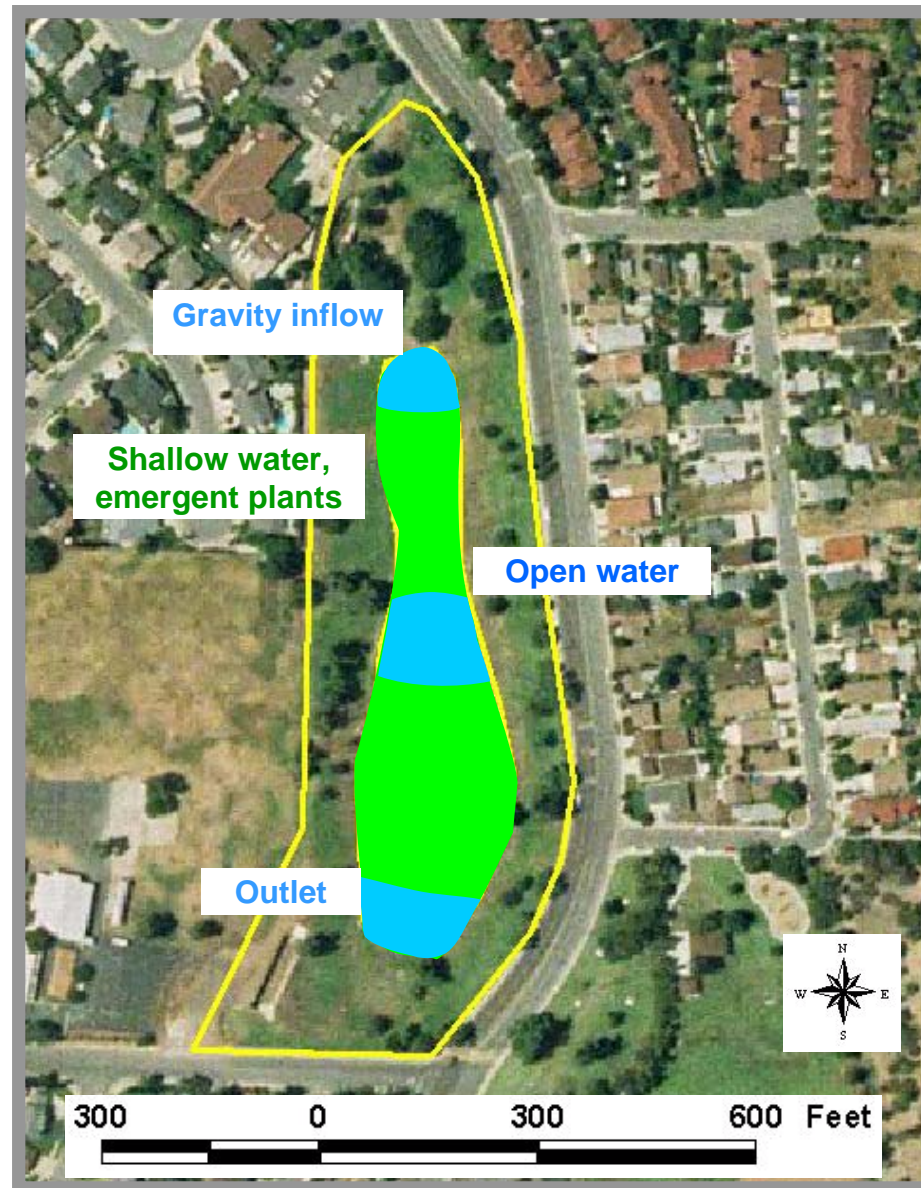 Gravity inflow
Shallow water,
emergent plants
Open water
Outlet
N
W E
S
300 0 300 600 Feet